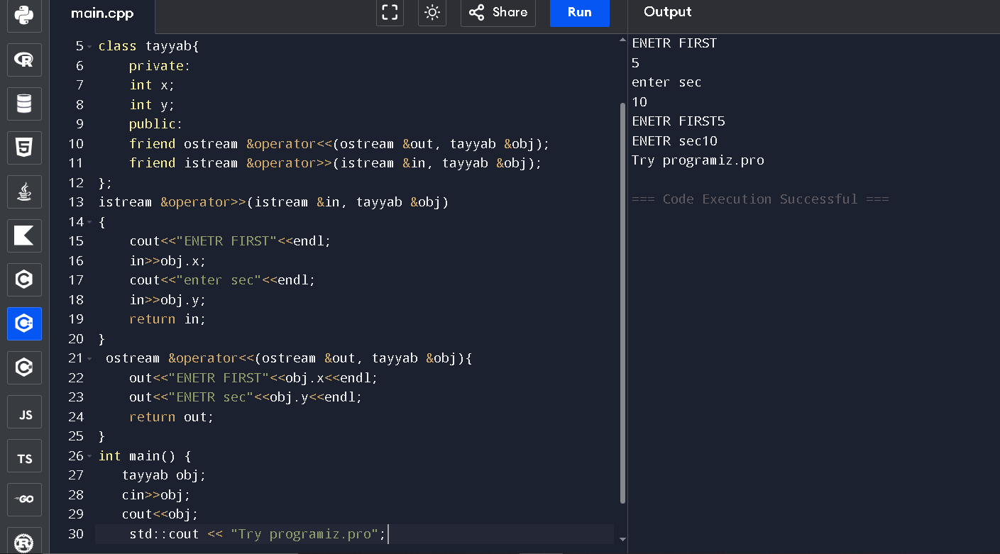 main.cpp
Share
Run
Output
5 class tayyab{
6 private:
7 int x;
8 int y;
9 public:
10 friend ostream &operator<<(ostream &out, tayyab &obj);
11 friend istream &operator>>(istream &in, tayyab &obj);
12 };
13 istream &operator>>(istream &in, tayyab &obj)
14 {
15 cout<<"ENETR FIRST"<<endl;
16 in>>obj.x;
17 cout<<"enter sec"<<endl;
18 in>>obj.y;
19 return in;
20 }
21 ostream &operator<<(ostream &out, tayyab &obj){
22 out<<"ENETR FIRST"<<obj.x<<endl;
23 out<<"ENETR sec"<<obj.y<<endl;
24 return out;
25 }
26 int main() {
27 tayyab obj;
28 cin>>obj;
29 cout<<obj;
30 std::cout << "Try programiz.pro";
ENETR FIRST
5
enter sec
10
ENETR FIRST5
ENETR sec10
Try programiz.pro
=== Code Execution Successful ===
R
5
C
C++
C#
JS
TS
GO
R